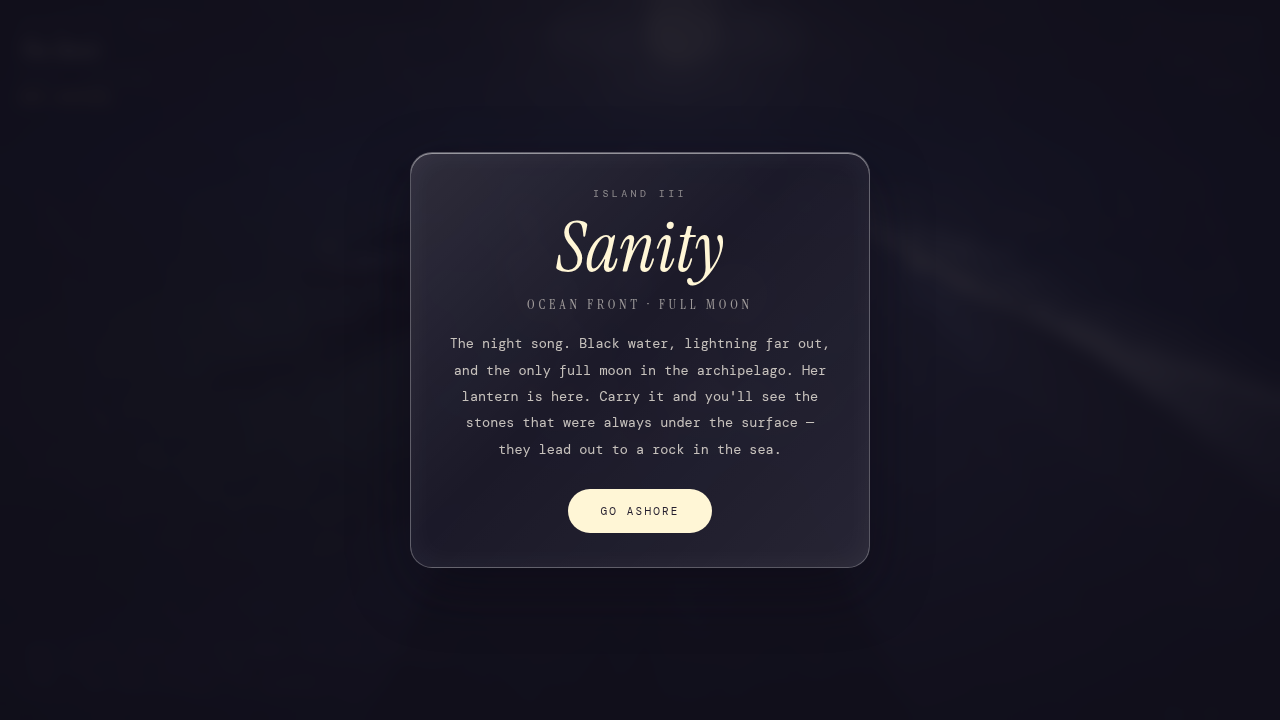 ISLAND III
Sanity
OCEAN FRONT · FULL MOON
The night song. Black water, lightning far out,
and the only full moon in the archipelago. Her
lantern is here. Carry it and you'll see the
stones that were always under the surface —
they lead out to a rock in the sea.
GO ASHORE